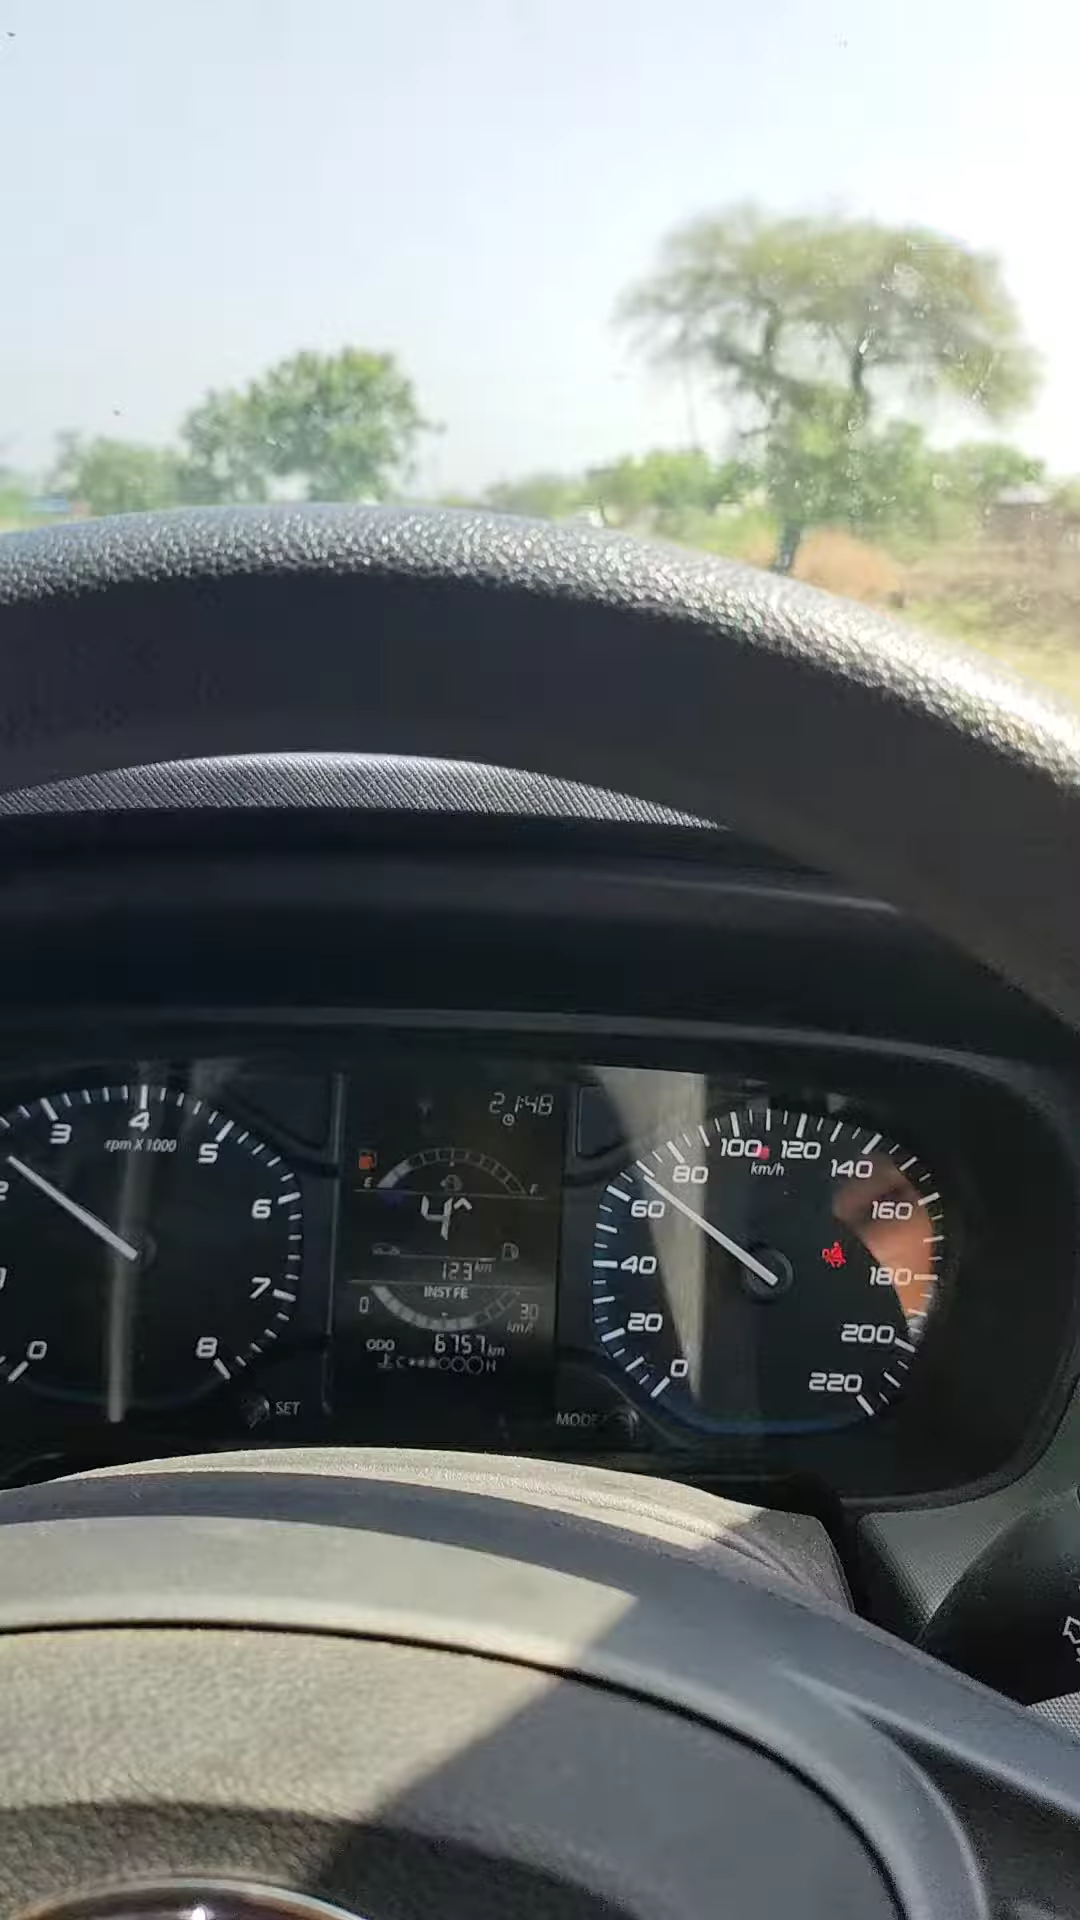 2 3 4 5 6 7 8 0
rpm X 1000
SET
21:48
E F
4^
123 km
INST FE
0 30
km/l
ODO 6757 km
C H
MODE
0 20 40 60 80 100 120 140 160 180 200 220
km/h